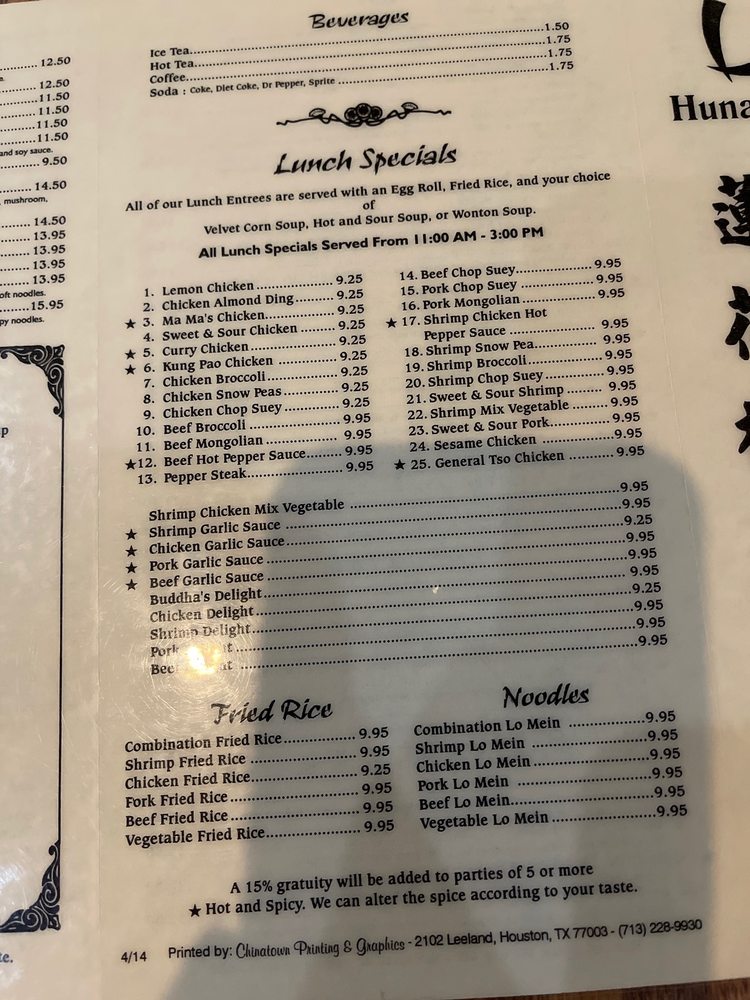 12.50
12.50
11.50
11.50
11.50
11.50
and soy sauce.
9.50
14.50
mushroom,
14.50
13.95
13.95
13.95
13.95
oft noodles.
15.95
py noodles.
Beverages
Ice Tea 1.50
Hot Tea 1.75
Coffee 1.75
Soda : Coke, Diet Coke, Dr Pepper, Sprite 1.75
Lunch Specials
All of our Lunch Entrees are served with an Egg Roll, Fried Rice, and your choice
of
Velvet Corn Soup, Hot and Sour Soup, or Wonton Soup.
All Lunch Specials Served From 11:00 AM - 3:00 PM
1. Lemon Chicken 9.25
2. Chicken Almond Ding 9.25
★ 3. Ma Ma's Chicken 9.25
4. Sweet & Sour Chicken 9.25
★ 5. Curry Chicken 9.25
★ 6. Kung Pao Chicken 9.25
7. Chicken Broccoli 9.25
8. Chicken Snow Peas 9.25
9. Chicken Chop Suey 9.25
10. Beef Broccoli 9.95
11. Beef Mongolian 9.95
★12. Beef Hot Pepper Sauce 9.95
13. Pepper Steak 9.95
14. Beef Chop Suey 9.95
15. Pork Chop Suey 9.95
16. Pork Mongolian 9.95
★ 17. Shrimp Chicken Hot
Pepper Sauce 9.95
18. Shrimp Snow Pea 9.95
19. Shrimp Broccoli 9.95
20. Shrimp Chop Suey 9.95
21. Sweet & Sour Shrimp 9.95
22. Shrimp Mix Vegetable 9.95
23. Sweet & Sour Pork 9.95
24. Sesame Chicken 9.95
★ 25. General Tso Chicken 9.95
Shrimp Chicken Mix Vegetable 9.95
★ Shrimp Garlic Sauce 9.95
★ Chicken Garlic Sauce 9.25
★ Pork Garlic Sauce 9.95
★ Beef Garlic Sauce 9.95
Buddha's Delight 9.95
Chicken Delight 9.25
Shrimp Delight 9.95
9.95
9.95
Fried Rice
Combination Fried Rice 9.95
Shrimp Fried Rice 9.95
Chicken Fried Rice 9.25
Fork Fried Rice 9.95
Beef Fried Rice 9.95
Vegetable Fried Rice 9.95
Noodles
Combination Lo Mein 9.95
Shrimp Lo Mein 9.95
Chicken Lo Mein 9.95
Pork Lo Mein 9.95
Beef Lo Mein 9.95
Vegetable Lo Mein 9.95
A 15% gratuity will be added to parties of 5 or more
★ Hot and Spicy. We can alter the spice according to your taste.
4/14 Printed by: Chinatown Printing & Graphics - 2102 Leeland, Houston, TX 77003 - (713) 228-9930
Huna